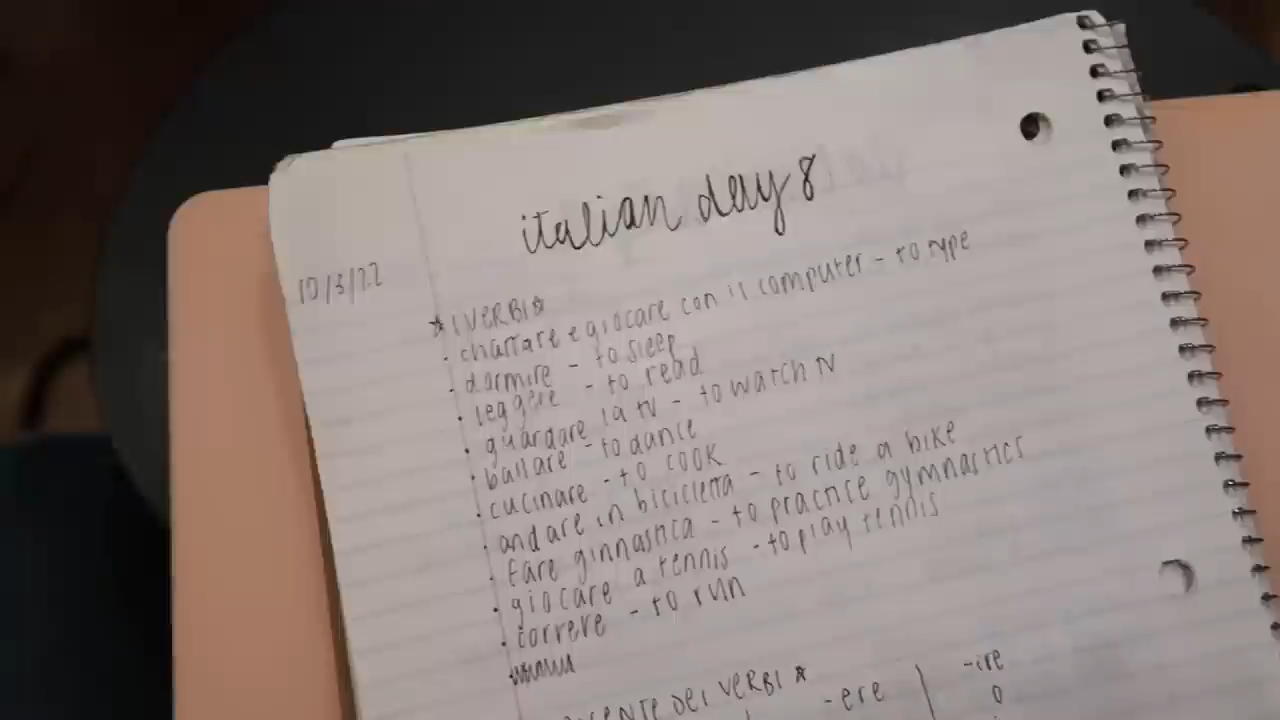 italian day 8
10/3/22
☆ I VERBI ☆
· chattare e giocare con il computer - to type
· dormire - to sleep
· leggere - to read
· guardare la tv - to watch TV
· ballare - to dance
· cucinare - to cook
· andare in bicicletta - to ride a bike
· fare ginnastica - to practice gymnastics
· giocare a tennis - to play tennis
· correre - to run
DEI VERBI ☆
-ere | -ire
o